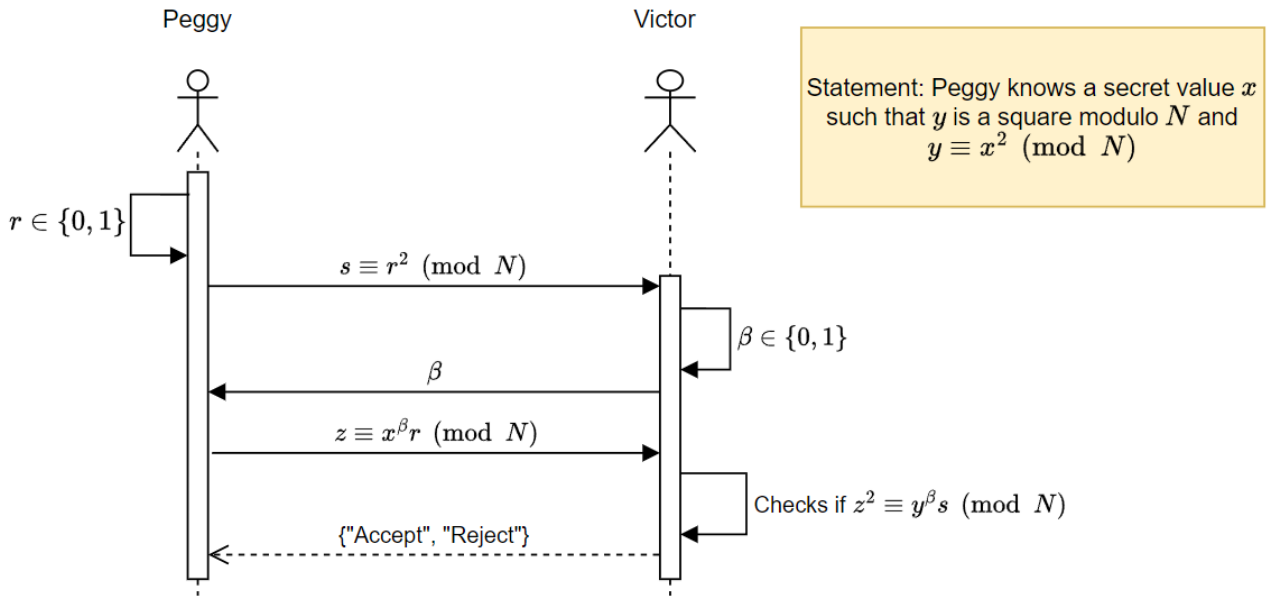 Peggy
Victor
Statement: Peggy knows a secret value x
such that y is a square modulo N and
y ≡ x² (mod N)
r ∈ {0, 1}
s ≡ r² (mod N)
β ∈ {0, 1}
β
z ≡ x^β r (mod N)
Checks if z² ≡ y^β s (mod N)
{"Accept", "Reject"}